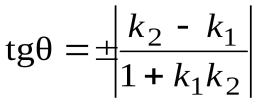 tgθ = ±|(k₂ - k₁)/(1 + k₁k₂)|